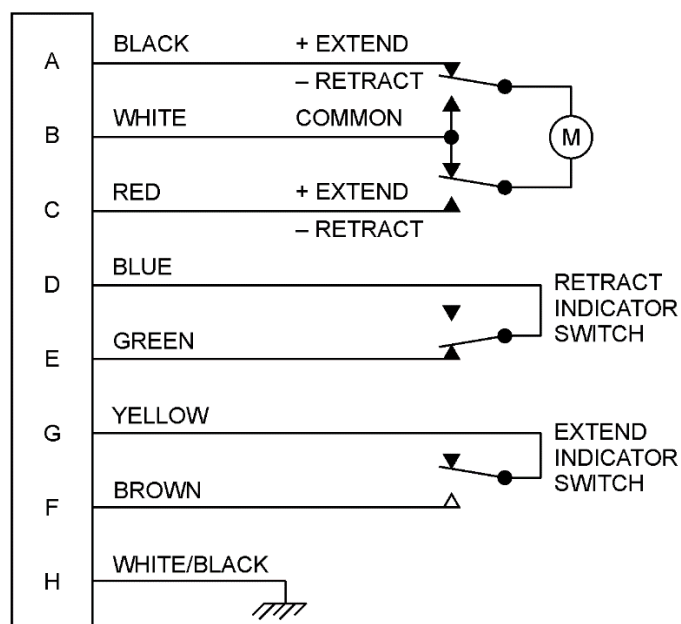 A BLACK + EXTEND
– RETRACT
B WHITE COMMON
M
C RED + EXTEND
– RETRACT
D BLUE
RETRACT
INDICATOR
SWITCH
E GREEN
G YELLOW
EXTEND
INDICATOR
SWITCH
F BROWN
H WHITE/BLACK